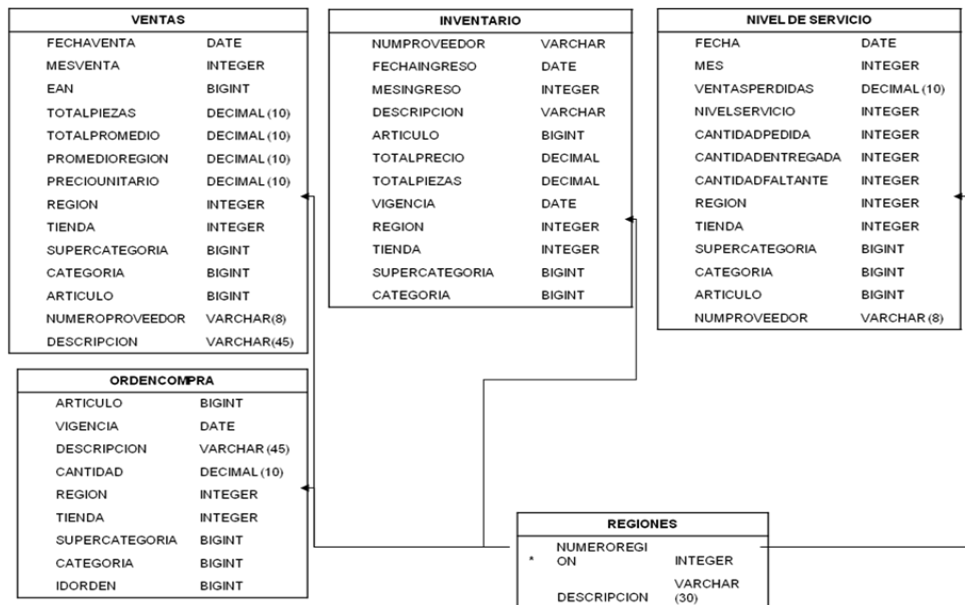 VENTAS
FECHAVENTA DATE
MESVENTA INTEGER
EAN BIGINT
TOTALPIEZAS DECIMAL (10)
TOTALPROMEDIO DECIMAL (10)
PROMEDIOREGION DECIMAL (10)
PRECIOUNITARIO DECIMAL (10)
REGION INTEGER
TIENDA INTEGER
SUPERCATEGORIA BIGINT
CATEGORIA BIGINT
ARTICULO BIGINT
NUMEROPROVEEDOR VARCHAR(8)
DESCRIPCION VARCHAR(45)
INVENTARIO
NUMPROVEEDOR VARCHAR
FECHAINGRESO DATE
MESINGRESO INTEGER
DESCRIPCION VARCHAR
ARTICULO BIGINT
TOTALPRECIO DECIMAL
TOTALPIEZAS DECIMAL
VIGENCIA DATE
REGION INTEGER
TIENDA INTEGER
SUPERCATEGORIA BIGINT
CATEGORIA BIGINT
NIVEL DE SERVICIO
FECHA DATE
MES INTEGER
VENTASPERDIDAS DECIMAL (10)
NIVELSERVICIO INTEGER
CANTIDADPEDIDA INTEGER
CANTIDADENTREGADA INTEGER
CANTIDADFALTANTE INTEGER
REGION INTEGER
TIENDA INTEGER
SUPERCATEGORIA BIGINT
CATEGORIA BIGINT
ARTICULO BIGINT
NUMPROVEEDOR VARCHAR (8)
ORDENCOMPRA
ARTICULO BIGINT
VIGENCIA DATE
DESCRIPCION VARCHAR (45)
CANTIDAD DECIMAL (10)
REGION INTEGER
TIENDA INTEGER
SUPERCATEGORIA BIGINT
CATEGORIA BIGINT
IDORDEN BIGINT
REGIONES
NUMEROREGI
* ON INTEGER
VARCHAR
DESCRIPCION (30)